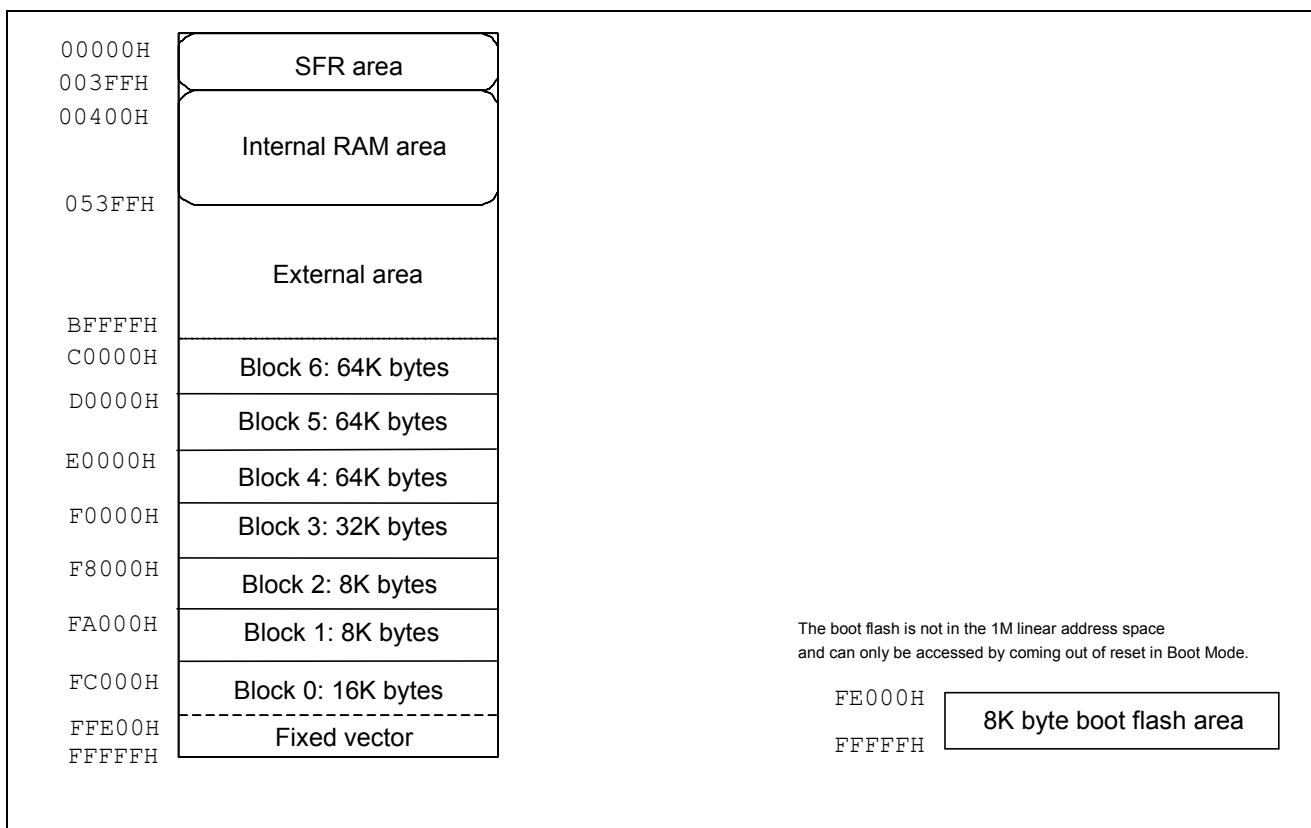 00000H
SFR area
003FFH
00400H
Internal RAM area
053FFH
External area
BFFFFH
C0000H
Block 6: 64K bytes
D0000H
Block 5: 64K bytes
E0000H
Block 4: 64K bytes
F0000H
Block 3: 32K bytes
F8000H
Block 2: 8K bytes
FA000H
Block 1: 8K bytes
FC000H
Block 0: 16K bytes
FFE00H
Fixed vector
FFFFFH
The boot flash is not in the 1M linear address space
and can only be accessed by coming out of reset in Boot Mode.
FE000H
8K byte boot flash area
FFFFFH